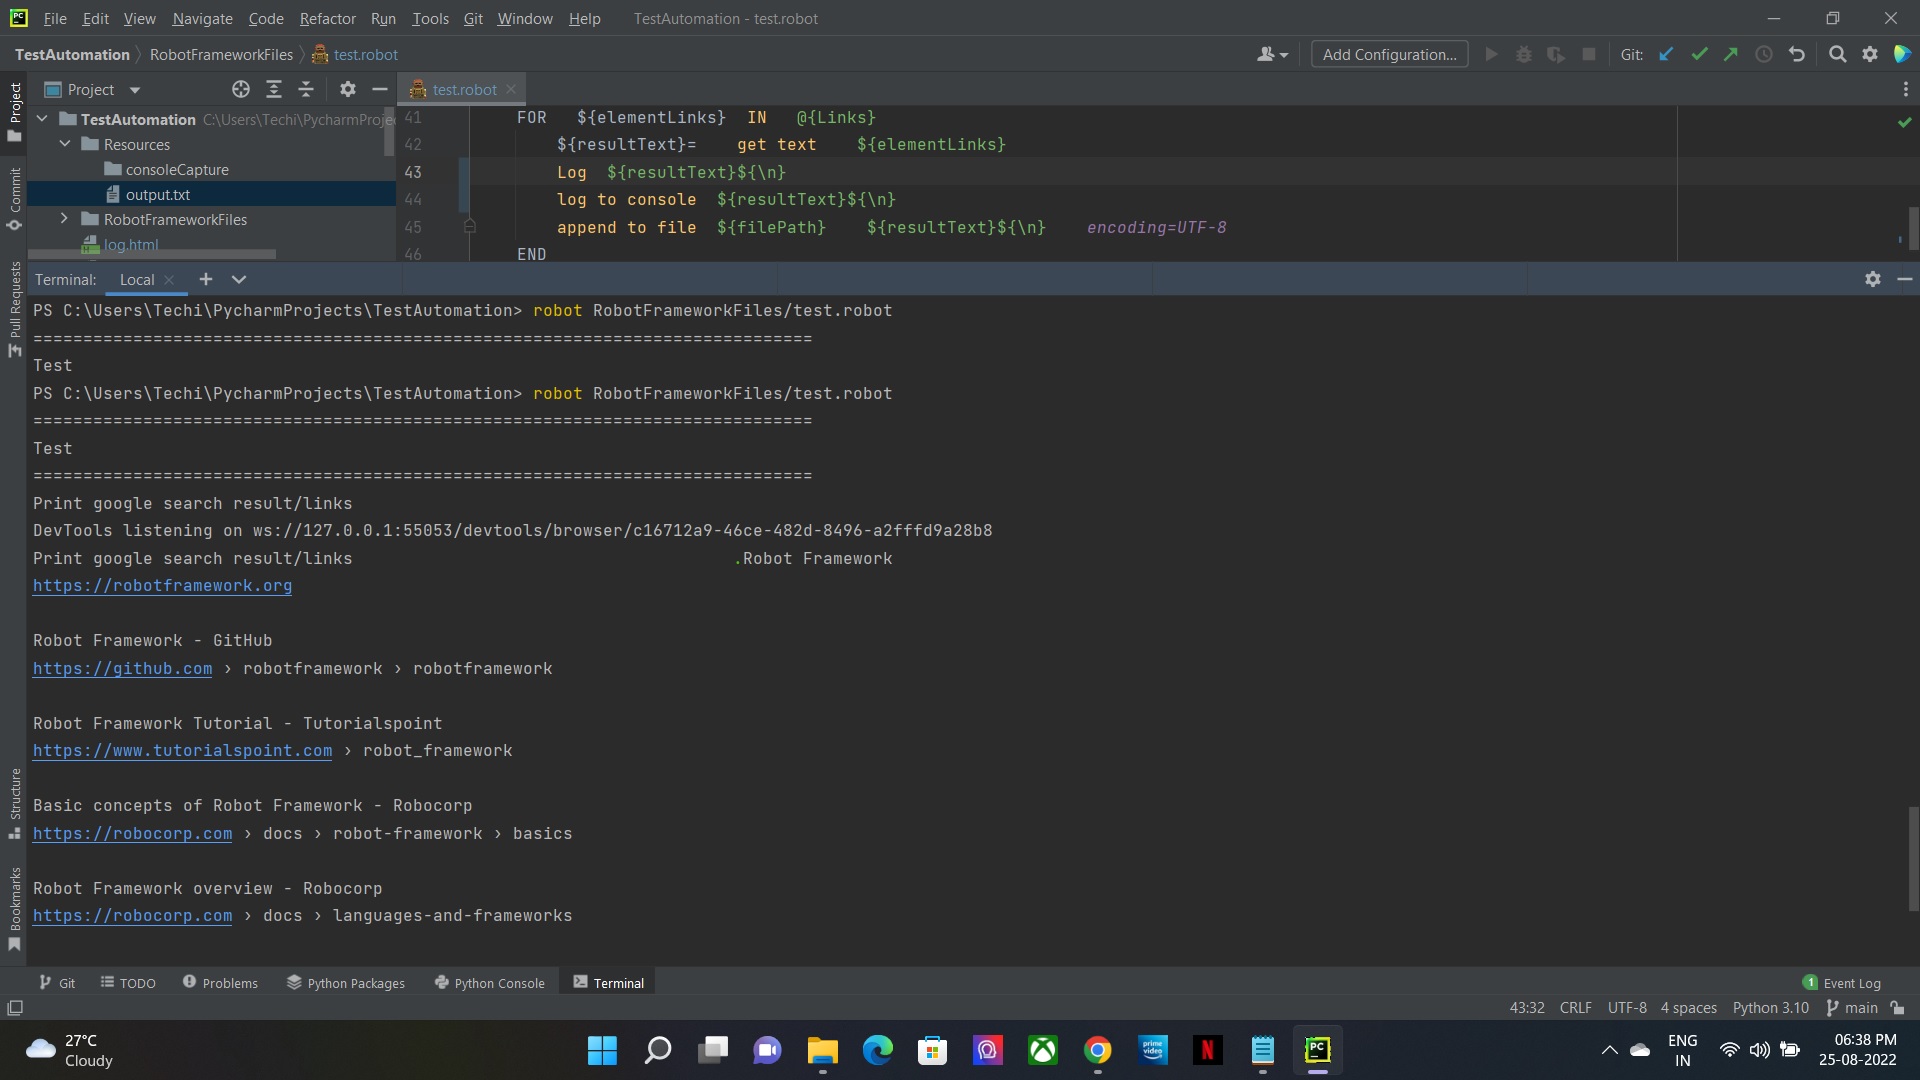 File Edit View Navigate Code Refactor Run Tools Git Window Help TestAutomation - test.robot
TestAutomation RobotFrameworkFiles test.robot Add Configuration... Git:
Project test.robot
TestAutomation C:\Users\Techi\PycharmProje
Resources
consoleCapture
output.txt
RobotFrameworkFiles
log.html
41 FOR ${elementLinks} IN @{Links}
42 ${resultText}= get text ${elementLinks}
43 Log ${resultText}${\n}
44 log to console ${resultText}${\n}
45 append to file ${filePath} ${resultText}${\n} encoding=UTF-8
46 END
Project
Commit
Pull Requests
Structure
Bookmarks
Terminal: Local
PS C:\Users\Techi\PycharmProjects\TestAutomation> robot RobotFrameworkFiles/test.robot
==============================================================================
Test
PS C:\Users\Techi\PycharmProjects\TestAutomation> robot RobotFrameworkFiles/test.robot
==============================================================================
Test
==============================================================================
Print google search result/links
DevTools listening on ws://127.0.0.1:55053/devtools/browser/c16712a9-46ce-482d-8496-a2fffd9a28b8
Print google search result/links .Robot Framework
https://robotframework.org
Robot Framework - GitHub
https://github.com › robotframework › robotframework
Robot Framework Tutorial - Tutorialspoint
https://www.tutorialspoint.com › robot_framework
Basic concepts of Robot Framework - Robocorp
https://robocorp.com › docs › robot-framework › basics
Robot Framework overview - Robocorp
https://robocorp.com › docs › languages-and-frameworks
Git TODO Problems Python Packages Python Console Terminal 1 Event Log
43:32 CRLF UTF-8 4 spaces Python 3.10 main
27°C
Cloudy
prime video
N
PC
ENG
IN
06:38 PM
25-08-2022